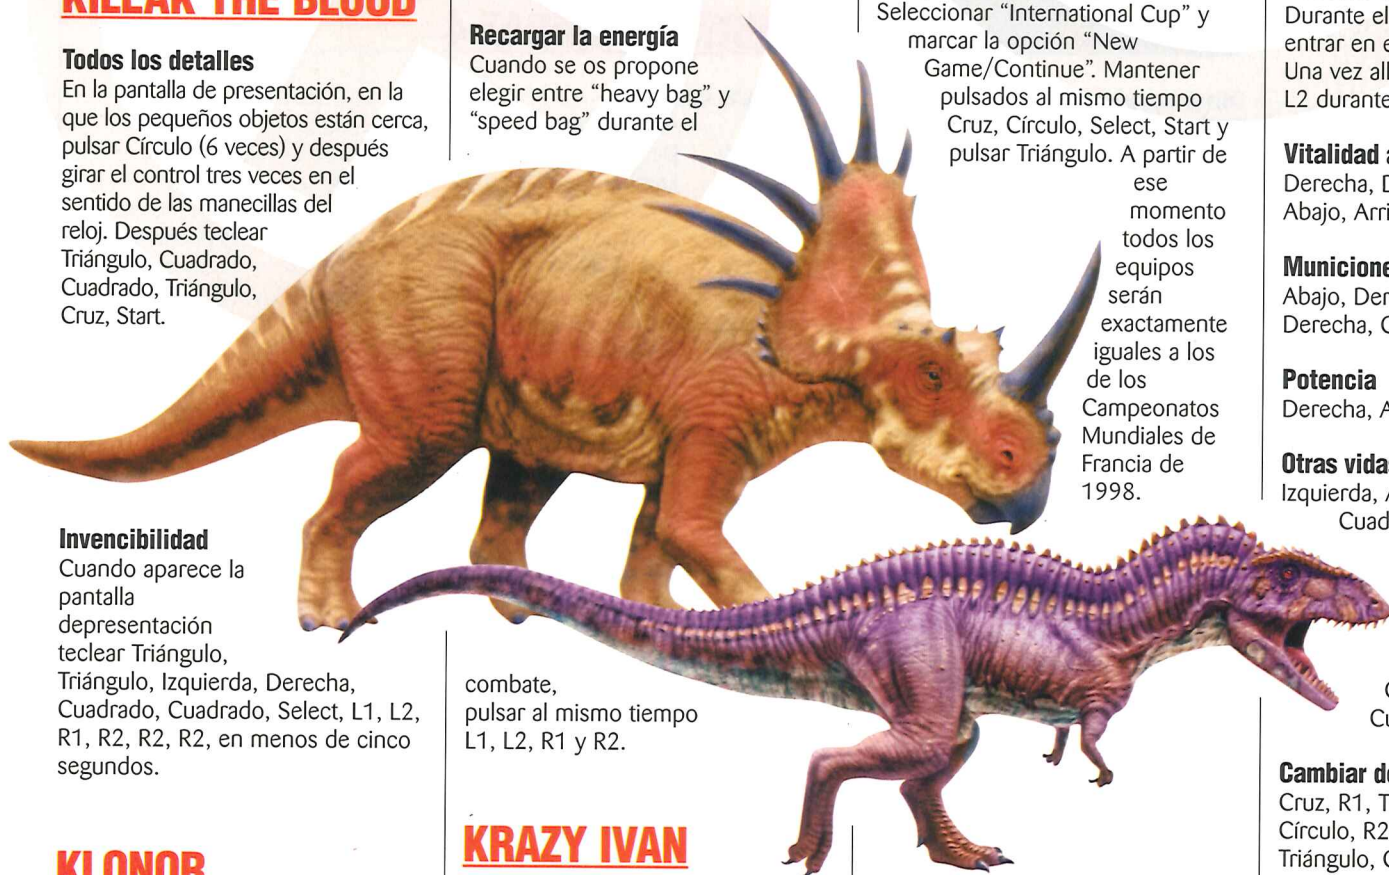 KILLAR THE BLOOD
Todos los detalles
En la pantalla de presentación, en la
que los pequeños objetos están cerca,
pulsar Círculo (6 veces) y después
girar el control tres veces en el
sentido de las manecillas del
reloj. Después teclear
Triángulo, Cuadrado,
Cuadrado, Triángulo,
Cruz, Start.
Invencibilidad
Cuando aparece la
pantalla
depresentación
teclear Triángulo,
Triángulo, Izquierda, Derecha,
Cuadrado, Cuadrado, Select, L1, L2,
R1, R2, R2, R2, en menos de cinco
segundos.
KLONOR
Recargar la energía
Cuando se os propone
elegir entre “heavy bag” y
“speed bag” durante el
combate,
pulsar al mismo tiempo
L1, L2, R1 y R2.
KRAZY IVAN
Seleccionar “International Cup” y
marcar la opción “New
Game/Continue”. Mantener
pulsados al mismo tiempo
Cruz, Círculo, Select, Start y
pulsar Triángulo. A partir de
ese
momento
todos los
equipos
serán
exactamente
iguales a los
de los
Campeonatos
Mundiales de
Francia de
1998.
Durante el
entrar en
Una vez
L2 durante
Vitalidad
Derecha,
Abajo,
Abajo,
Derecha,
Potencia
Derecha,
Otras
Izquierda,
Cambiar
Cruz, R1,
Círculo, R2
Triángulo,